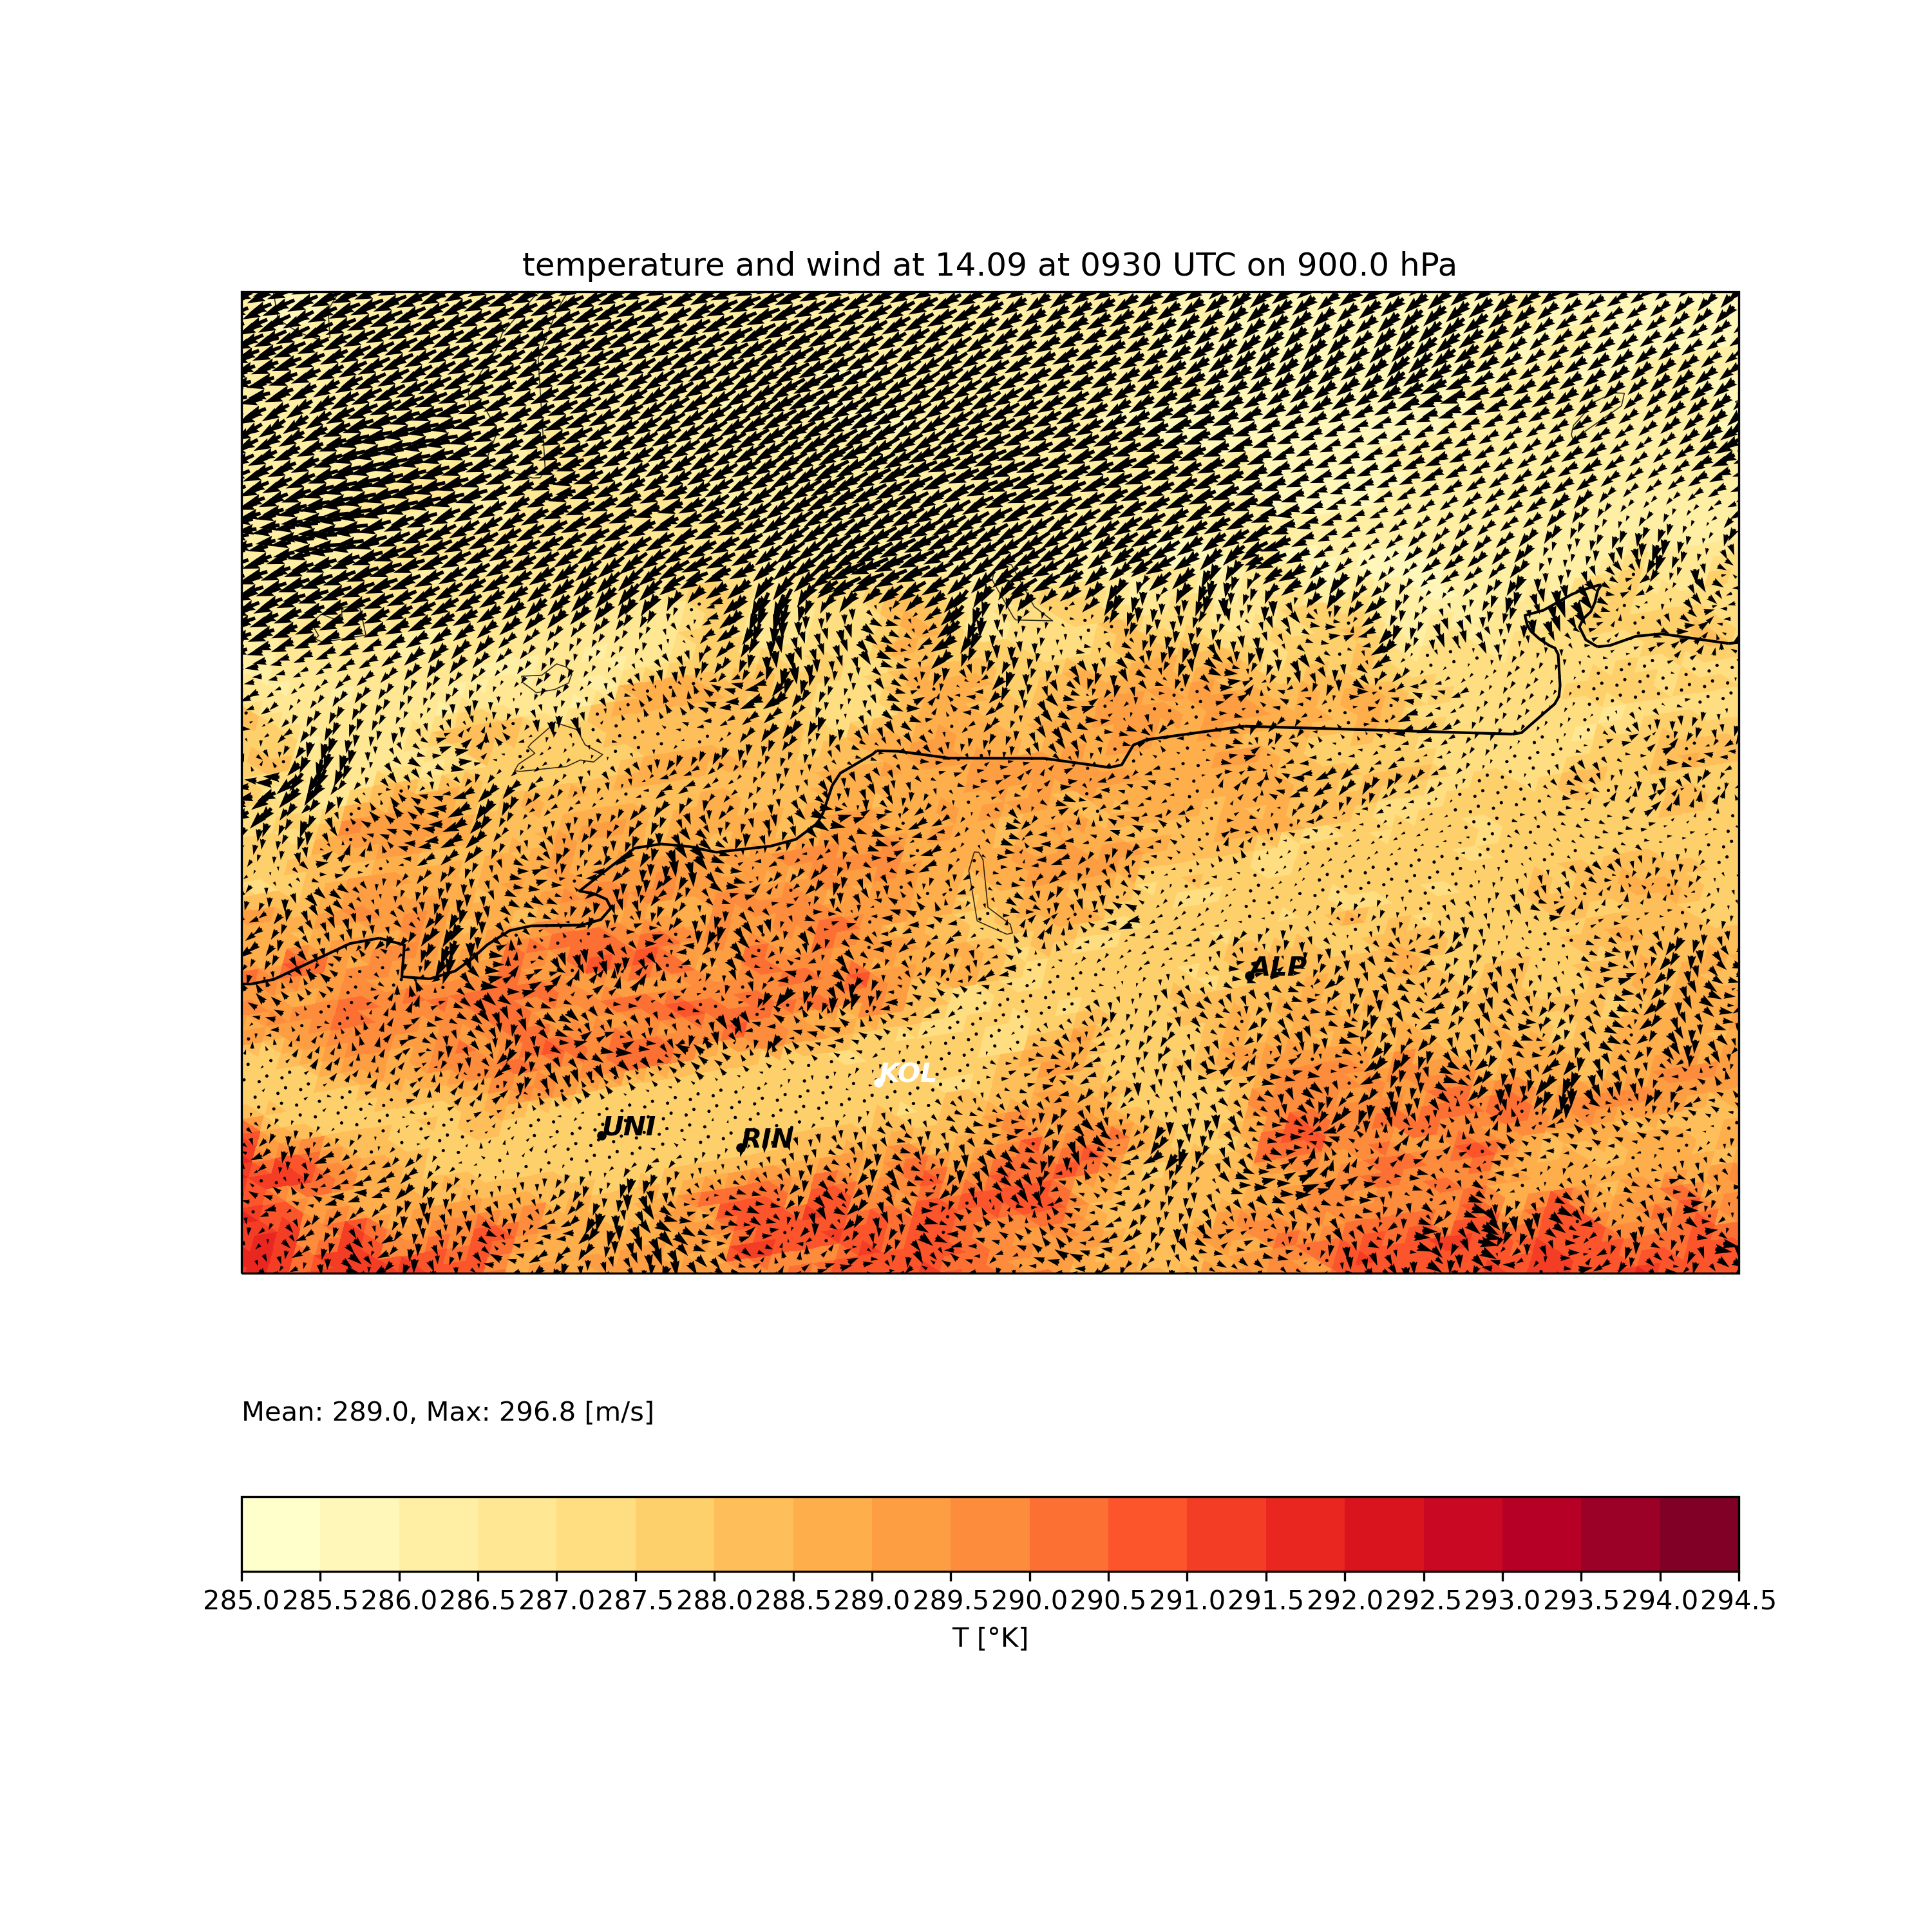 temperature and wind at 14.09 at 0930 UTC on 900.0 hPa
ALP
KOL
UNI
RIN
Mean: 289.0, Max: 296.8 [m/s]
285.0 285.5 286.0 286.5 287.0 287.5 288.0 288.5 289.0 289.5 290.0 290.5 291.0 291.5 292.0 292.5 293.0 293.5 294.0 294.5
T [°K]